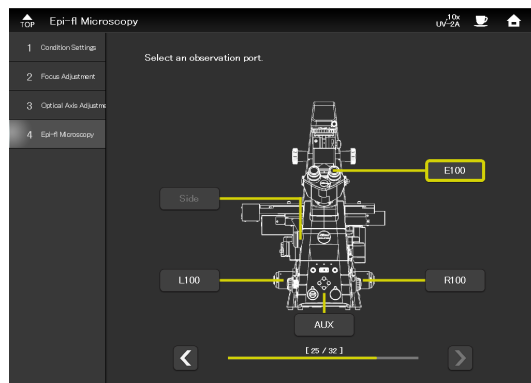 TOP
Epi-fl Microscopy
10x
UV-2A
1 Condition Settings
2 Focus Adjustment
3 Optical Axis Adjustme
4 Epi-fl Microscopy
Select an observation port.
E100
Side
L100
R100
AUX
[ 25 / 32 ]